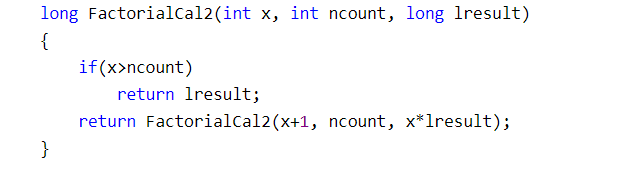 long FactorialCal2(int x, int ncount, long lresult)
{
    if(x>ncount)
        return lresult;
    return FactorialCal2(x+1, ncount, x*lresult);
}